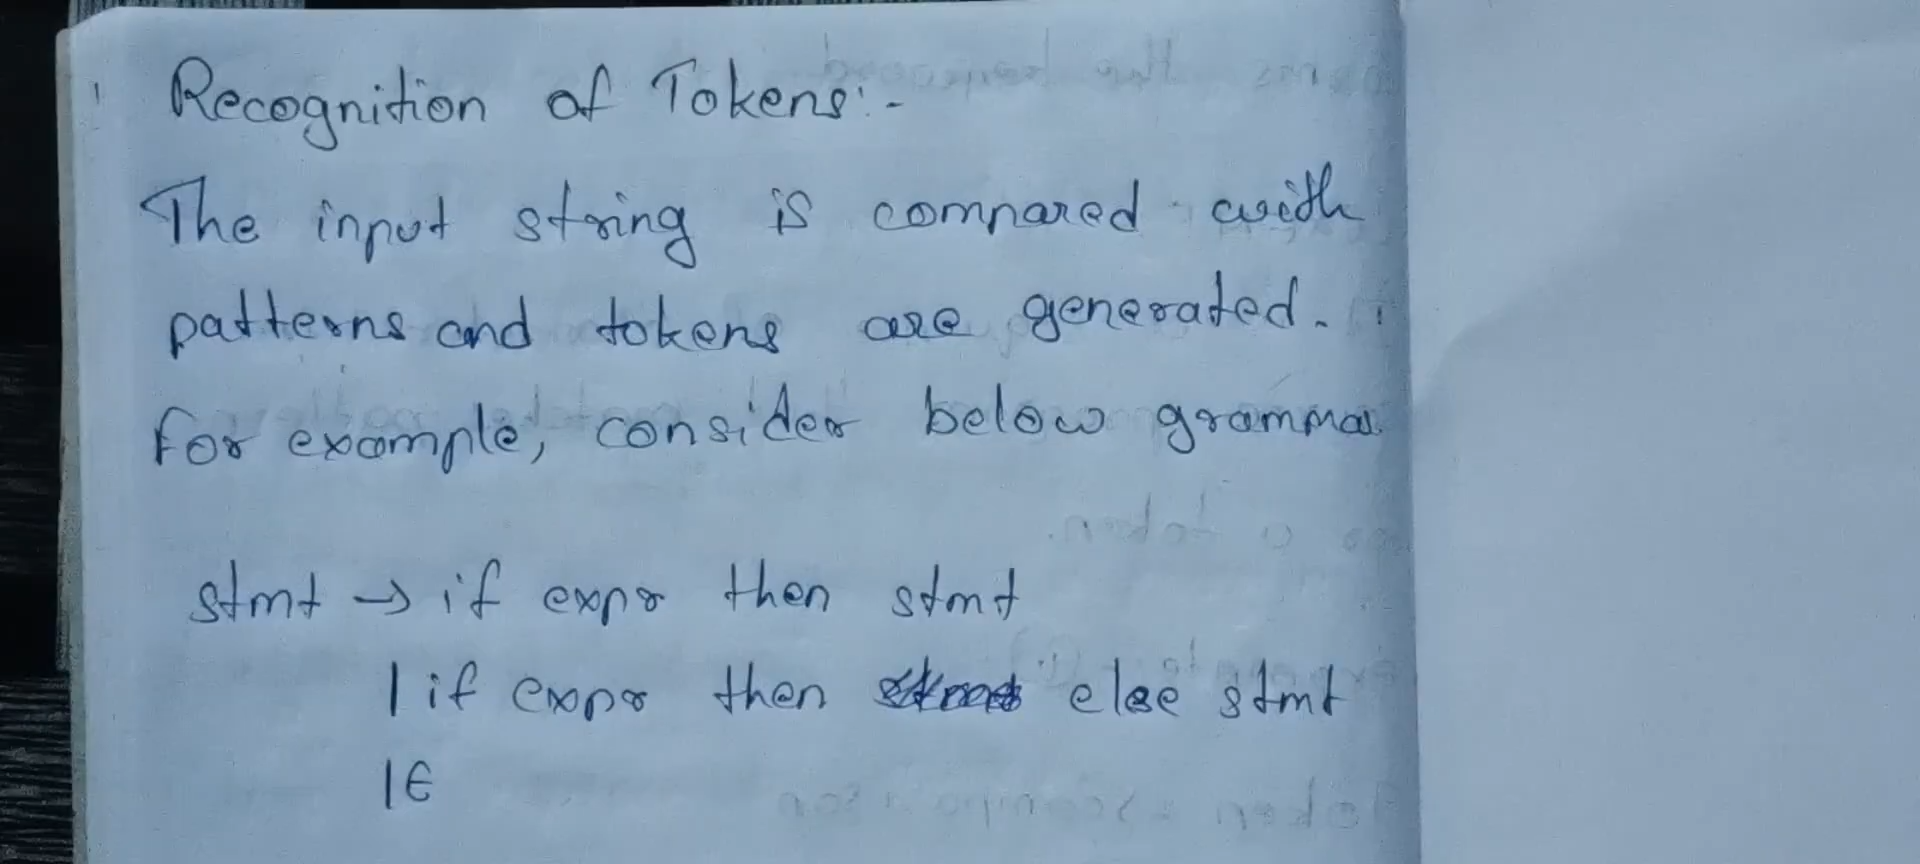 Recognition of Tokens:-
The input string is compared with
patterns and tokens are generated.
For example, consider below grammar
stmt → if expr then stmt
| if expr then stmt else stmt
| ϵ